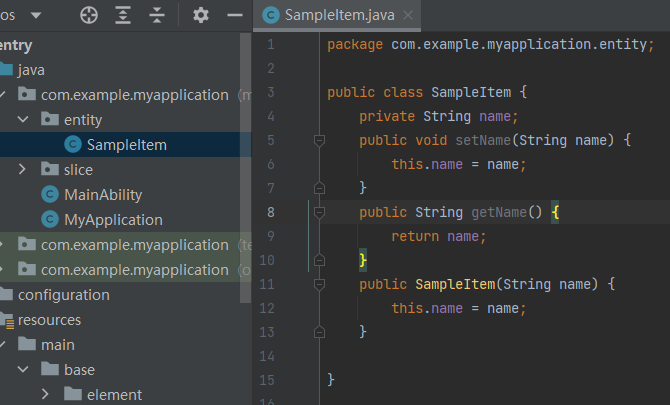 os
entry
java
com.example.myapplication (m
entity
SampleItem
slice
MainAbility
MyApplication
com.example.myapplication (te
com.example.myapplication (o
configuration
resources
main
base
element
SampleItem.java
1 package com.example.myapplication.entity;
2
3 public class SampleItem {
4 private String name;
5 public void setName(String name) {
6 this.name = name;
7 }
8 public String getName() {
9 return name;
10 }
11 public SampleItem(String name) {
12 this.name = name;
13 }
14
15 }
16